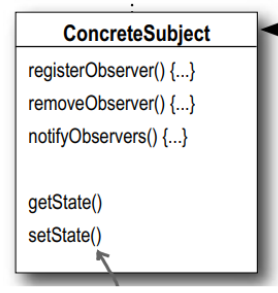 ConcreteSubject
registerObserver() {...}
removeObserver() {...}
notifyObservers() {...}
getState()
setState()